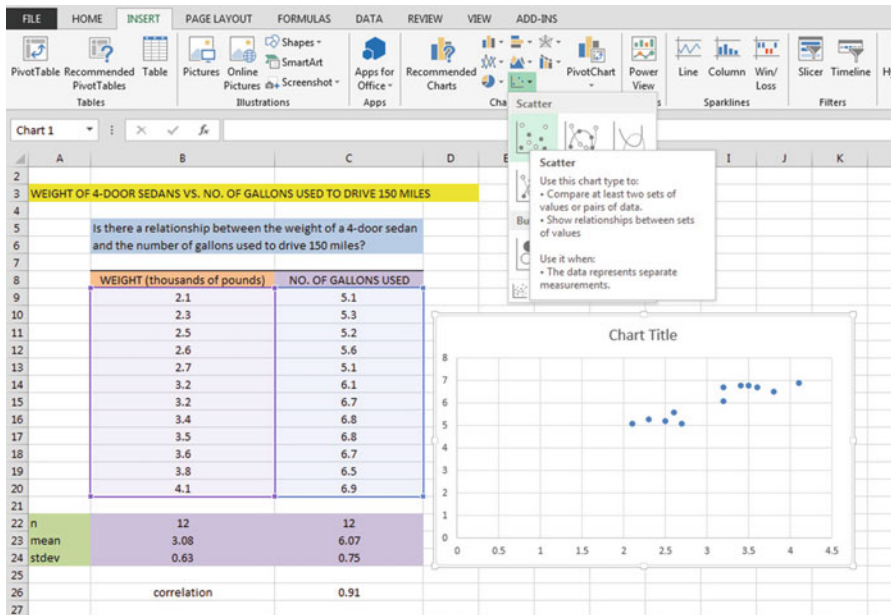 FILE HOME INSERT PAGE LAYOUT FORMULAS DATA REVIEW VIEW ADD-INS
PivotTable Recommended PivotTables Table
Tables
Pictures Online Pictures Shapes SmartArt Screenshot
Illustrations
Apps for Office
Apps
Recommended Charts
PivotChart
Power View
Line Column Win/Loss
Sparklines
Slicer Timeline
Filters
Chart 1 fx
Scatter
Scatter
Use this chart type to:
• Compare at least two sets of
values or pairs of data.
• Show relationships between sets
of values
Use it when:
• The data represents separate
measurements.
A B C D E I J K
2
3 WEIGHT OF 4-DOOR SEDANS VS. NO. OF GALLONS USED TO DRIVE 150 MILES
4
5 Is there a relationship between the weight of a 4-door sedan
6 and the number of gallons used to drive 150 miles?
7
8 WEIGHT (thousands of pounds) NO. OF GALLONS USED
9 2.1 5.1
10 2.3 5.3
11 2.5 5.2
12 2.6 5.6
13 2.7 5.1
14 3.2 6.1
15 3.2 6.7
16 3.4 6.8
17 3.5 6.8
18 3.6 6.7
19 3.8 6.5
20 4.1 6.9
21
22 n 12 12
23 mean 3.08 6.07
24 stdev 0.63 0.75
25
26 correlation 0.91
27
Chart Title
8
7
6
5
4
3
2
1
0
0 0.5 1 1.5 2 2.5 3 3.5 4 4.5